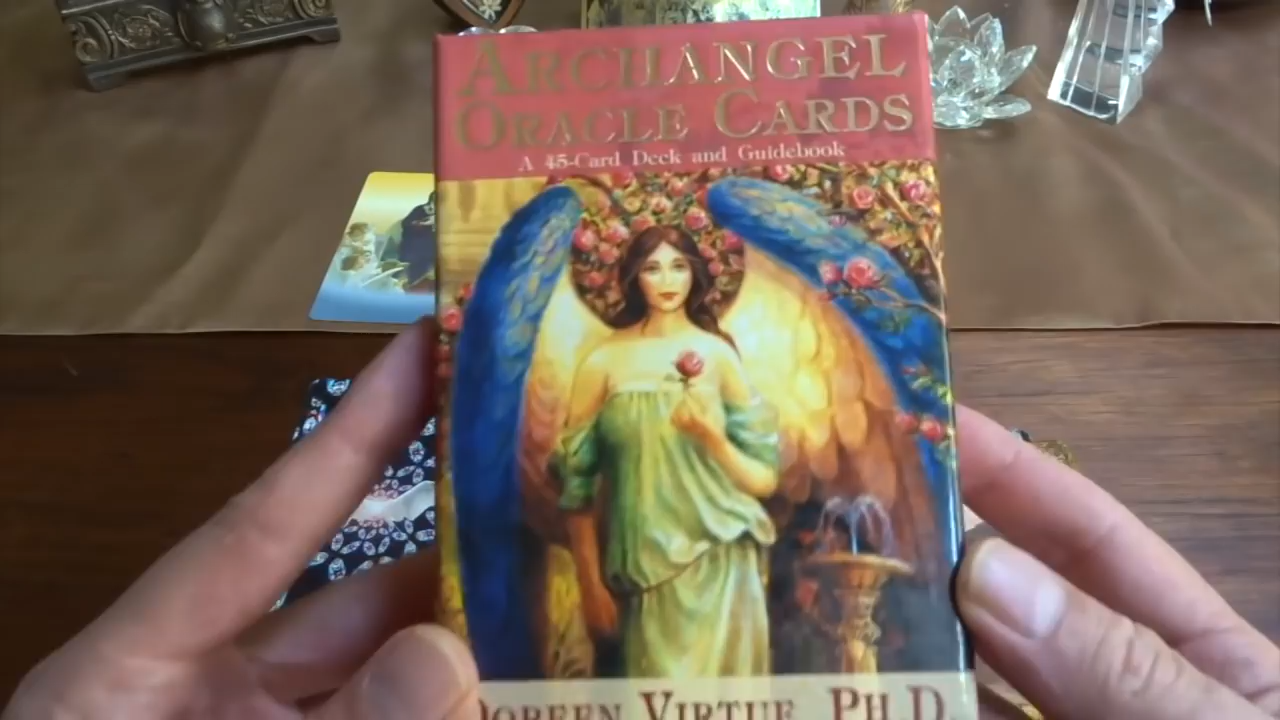 ARCHANGEL
ORACLE CARDS
A 45-Card Deck and Guidebook
DOREEN VIRTUE, PH.D.